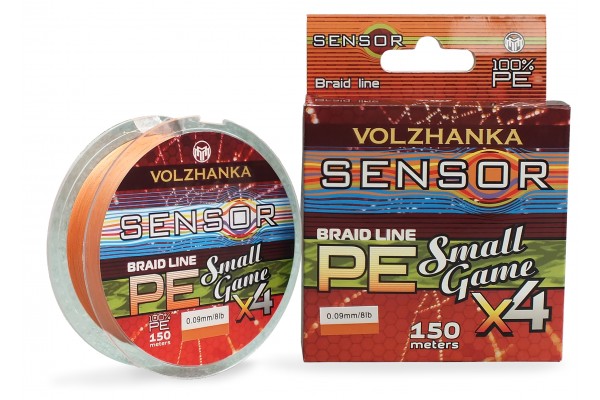 VOLZHANKA
SENSOR
BRAID LINE
PE
Small
Game
x4
0.09mm/8lb
100%
PE
150
meters
SENSOR
100%
PE
Braid line
VOLZHANKA
SENSOR
BRAID LINE
PE
Small
Game
x4
0.09mm/8lb
150
meters